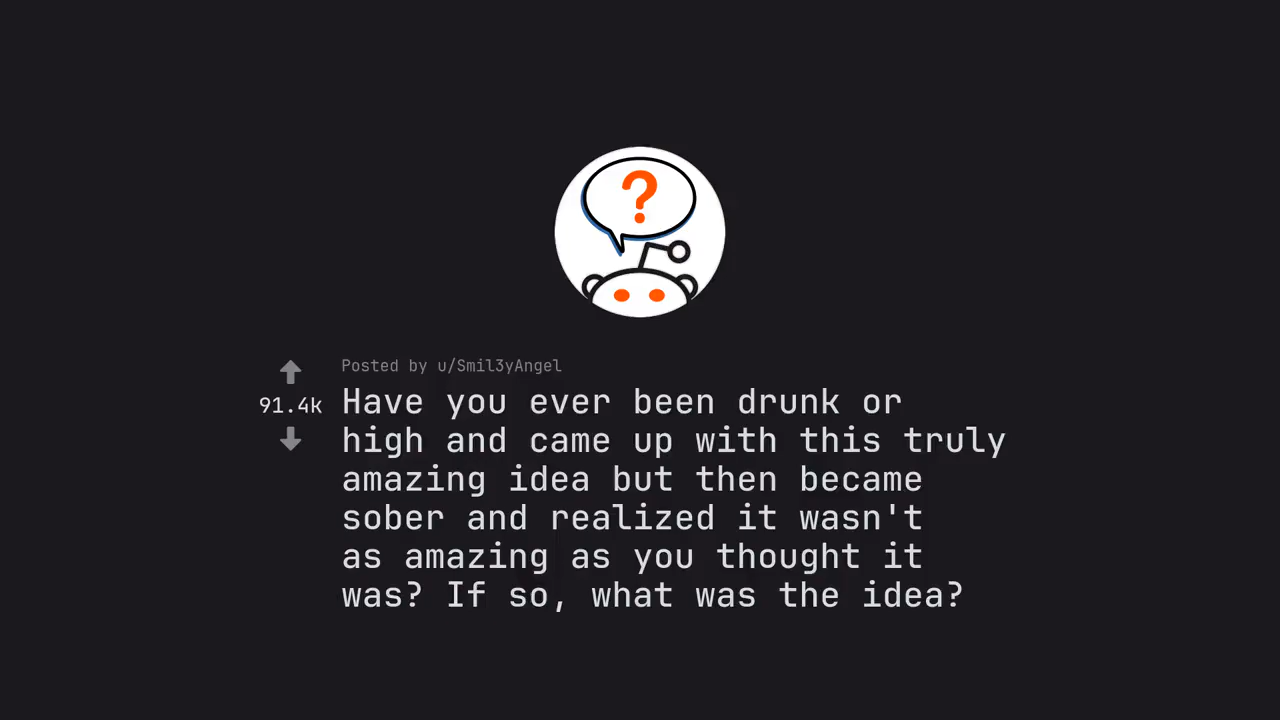 ?
Posted by u/Smil3yAngel
91.4k
Have you ever been drunk or
high and came up with this truly
amazing idea but then became
sober and realized it wasn't
as amazing as you thought it
was? If so, what was the idea?